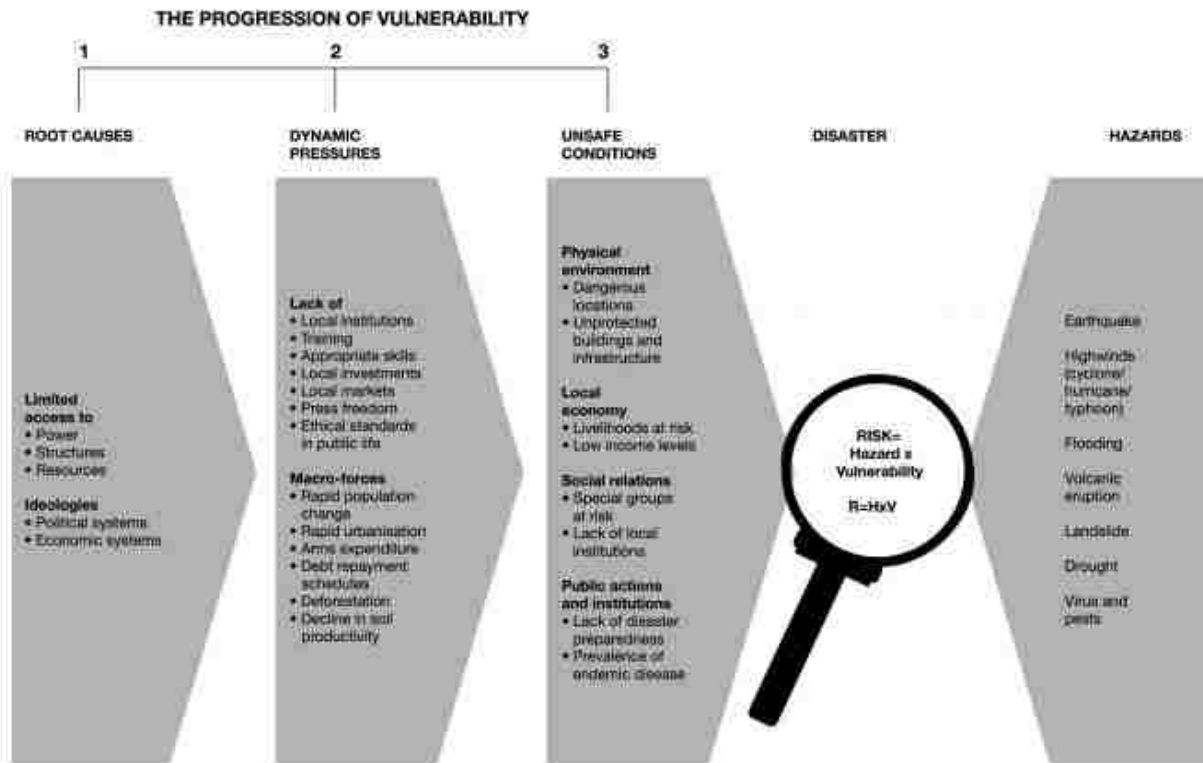 THE PROGRESSION OF VULNERABILITY
1
2
3
ROOT CAUSES
DYNAMIC
PRESSURES
UNSAFE
CONDITIONS
DISASTER
HAZARDS
Limited
access to
• Power
• Structures
• Resources
Ideologies
• Political systems
• Economic systems
Lack of
• Local institutions
• Training
• Appropriate skills
• Local investments
• Local markets
• Press freedom
• Ethical standards
in public life
Macro-forces
• Rapid population
change
• Rapid urbanisation
• Arms expenditure
• Debt repayment
schedules
• Deforestation
• Decline in soil
productivity
Physical
environment
• Dangerous
locations
• Unprotected
buildings and
infrastructure
Local
economy
• Livelihoods at risk
• Low income levels
Social relations
• Special groups
at risk
• Lack of local
institutions
Public actions
and institutions
• Lack of disaster
preparedness
• Prevalence of
endemic disease
RISK=
Hazard x
Vulnerability
R=HxV
Earthquake
Highwinds
(cyclone/
hurricane/
typhoon)
Flooding
Volcanic
eruption
Landslide
Drought
Virus and
pests